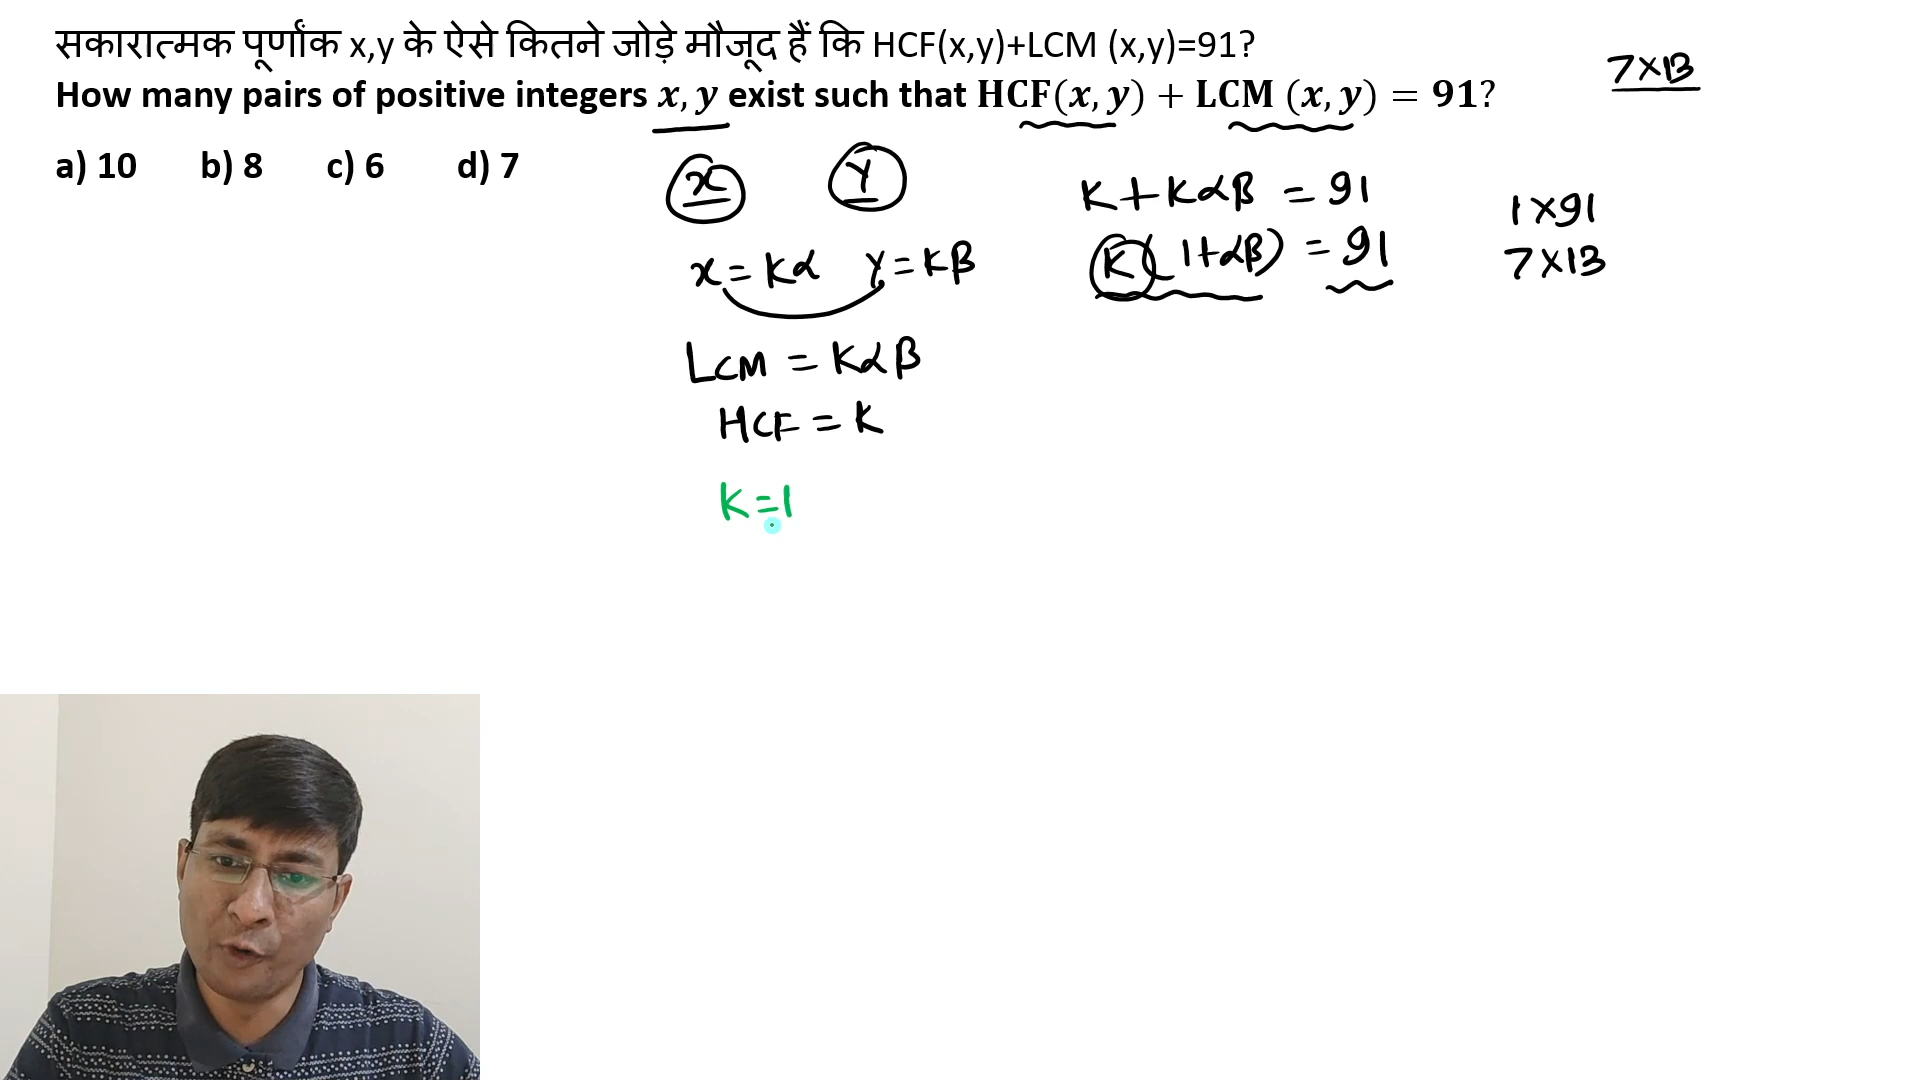 सकारात्मक पूर्णांक x,y के ऐसे कितने जोड़े मौजूद हैं कि HCF(x,y)+LCM (x,y)=91?
How many pairs of positive integers x, y exist such that HCF(x, y) + LCM (x, y) = 91?
7×13
a) 10 b) 8 c) 6 d) 7
x y
K+Kαβ = 91
1×91
K(1+αβ) = 91
7×13
x=Kα y=Kβ
LCM = Kαβ
HCF = K
K=1